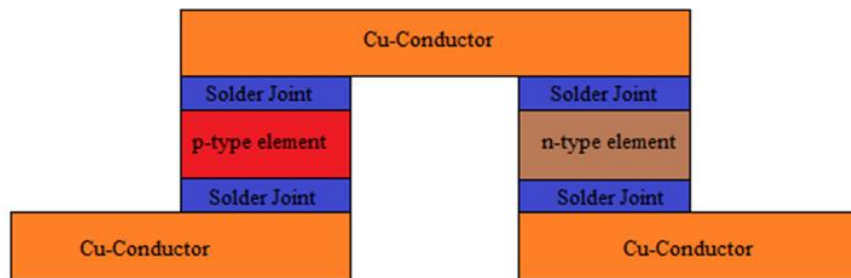 Cu-Conductor
Solder Joint
Solder Joint
p-type element
n-type element
Solder Joint
Solder Joint
Cu-Conductor
Cu-Conductor